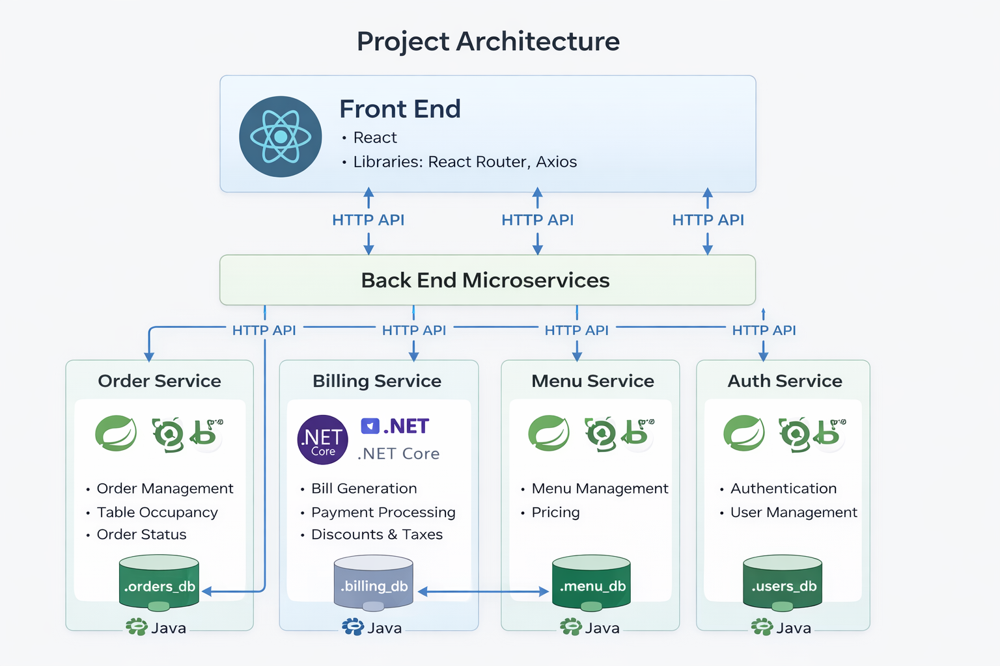 Project Architecture
Front End
• React
• Libraries: React Router, Axios
HTTP API
HTTP API
HTTP API
Back End Microservices
HTTP API
HTTP API
HTTP API
HTTP API
Order Service
• Order Management
• Table Occupancy
• Order Status
.orders_db
Java
Billing Service
.NET
Core
.NET
.NET Core
• Bill Generation
• Payment Processing
• Discounts & Taxes
.billing_db
Java
Menu Service
• Menu Management
• Pricing
.menu_db
Java
Auth Service
• Authentication
• User Management
.users_db
Java